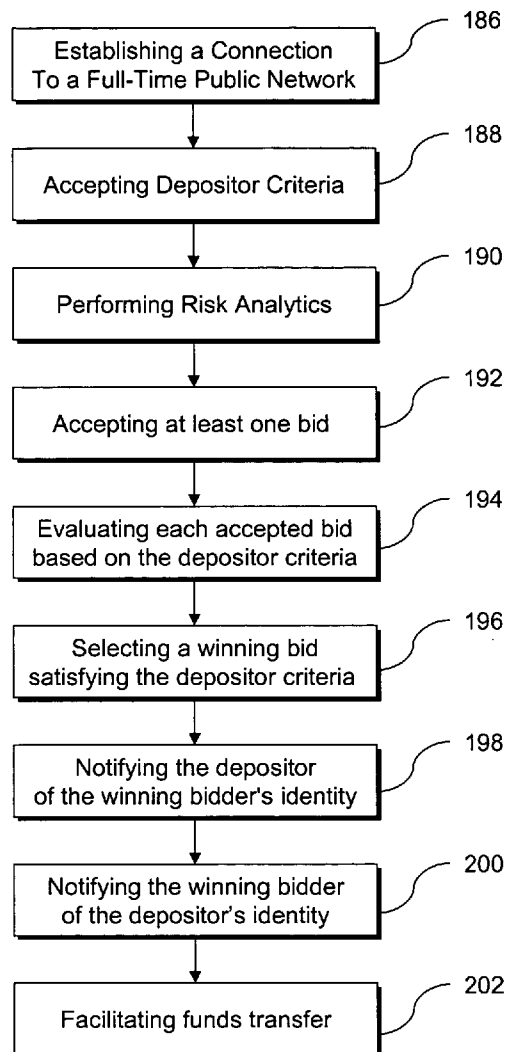 186
Establishing a Connection
To a Full-Time Public Network
188
Accepting Depositor Criteria
190
Performing Risk Analytics
192
Accepting at least one bid
194
Evaluating each accepted bid
based on the depositor criteria
196
Selecting a winning bid
satisfying the depositor criteria
198
Notifying the depositor
of the winning bidder's identity
200
Notifying the winning bidder
of the depositor's identity
202
Facilitating funds transfer